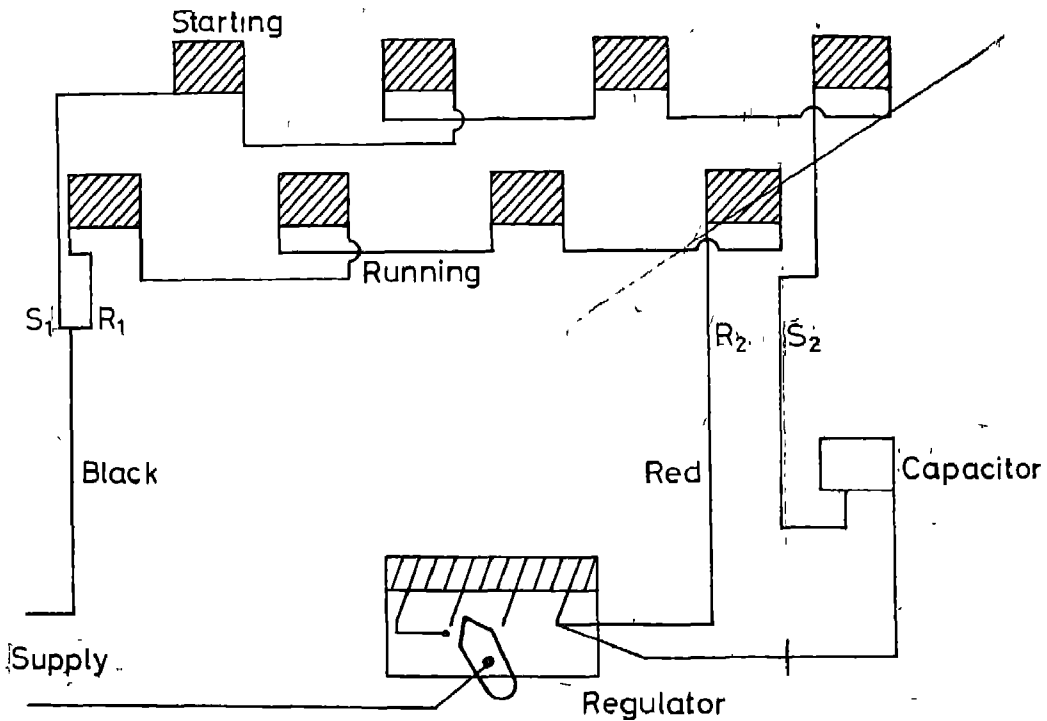 Starting
Running
S1 R1
R2 S2
Black
Red
Capacitor
Supply
Regulator